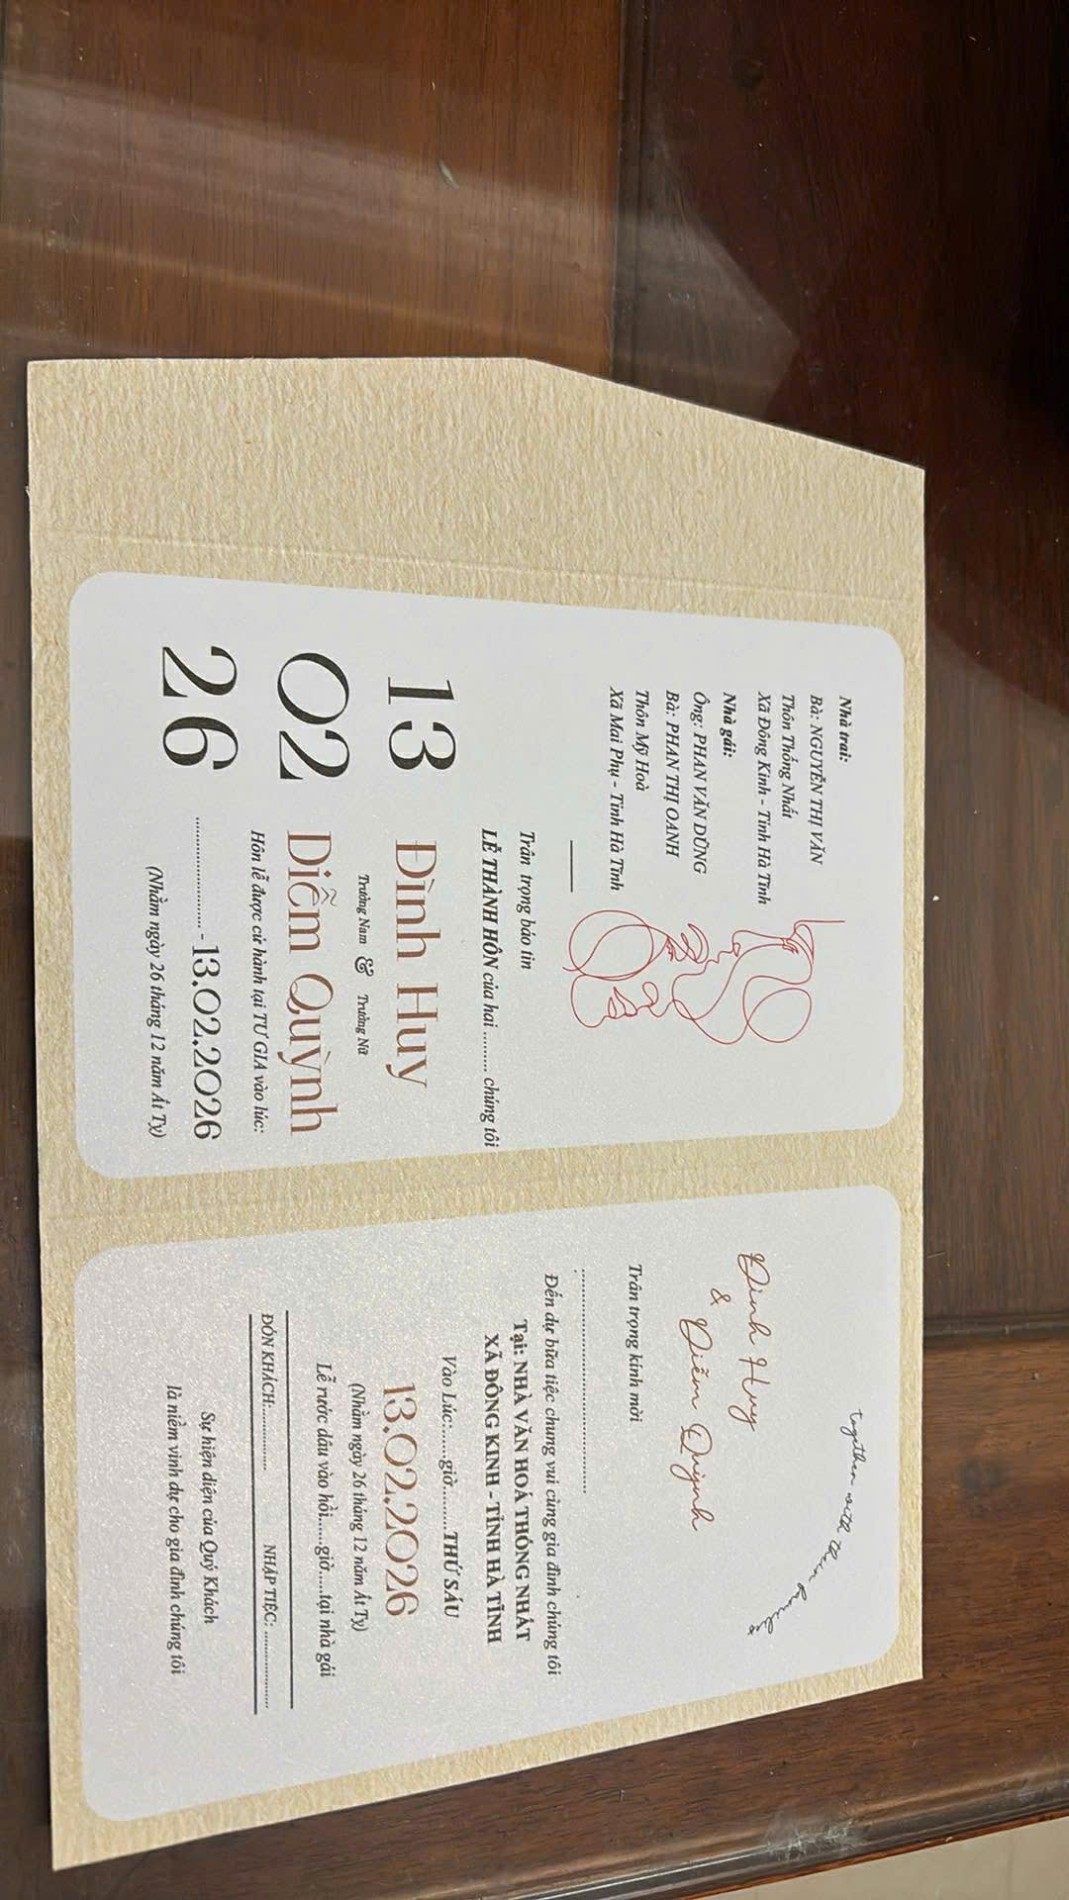 Nhà trai:
Bà: NGUYỄN THỊ VĂN
Thôn Thống Nhất
Xã Đông Kinh - Tỉnh Hà Tĩnh
Nhà gái:
Ông: PHAN VĂN DŨNG
Bà: PHAN THỊ OANH
Thôn Mỹ Hoà
Xã Mai Phụ - Tỉnh Hà Tĩnh
Trân trọng báo tin
LỄ THÀNH HÔN của hai.......... chúng tôi
13
02
26
Đình Huy
Trưởng Nam & Trưởng Nữ
Diễm Quỳnh
Hôn lễ được cử hành tại TƯ GIA vào lúc:
........................ - 13.02.2026
(Nhằm ngày 26 tháng 12 năm Ất Tỵ)
together with their families
Đình Huy
& Diễm Quỳnh
Trân trọng kính mời
................................................
Đến dự bữa tiệc chung vui cùng gia đình chúng tôi
Tại: NHÀ VĂN HOÁ THỐNG NHẤT
XÃ ĐÔNG KINH - TỈNH HÀ TĨNH
Vào Lúc:.......giờ.........THỨ SÁU
13.02.2026
(Nhằm ngày 26 tháng 12 năm Ất Tỵ)
Lễ rước dâu vào hồi......giờ.....tại nhà gái
ĐÓN KHÁCH:............... NHẬP TIỆC: ...................
Sự hiện diện của Quý Khách
là niềm vinh dự cho gia đình chúng tôi